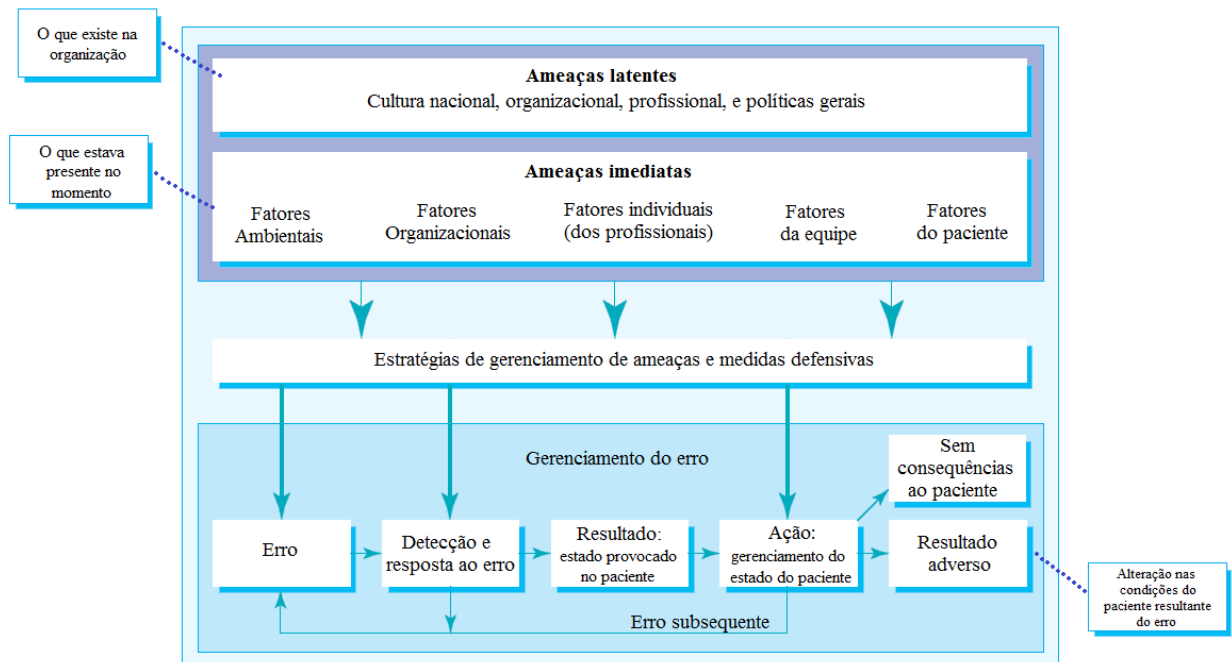 O que existe na
organização
Ameaças latentes
Cultura nacional, organizacional, profissional, e políticas gerais
O que estava
presente no
momento
Ameaças imediatas
Fatores
Ambientais
Fatores
Organizacionais
Fatores individuais
(dos profissionais)
Fatores
da equipe
Fatores
do paciente
Estratégias de gerenciamento de ameaças e medidas defensivas
Gerenciamento do erro
Sem
consequências
ao paciente
Erro
Detecção e
resposta ao erro
Resultado:
estado provocado
no paciente
Ação:
gerenciamento do
estado do paciente
Resultado
adverso
Erro subsequente
Alteração nas
condições do
paciente resultante
do erro